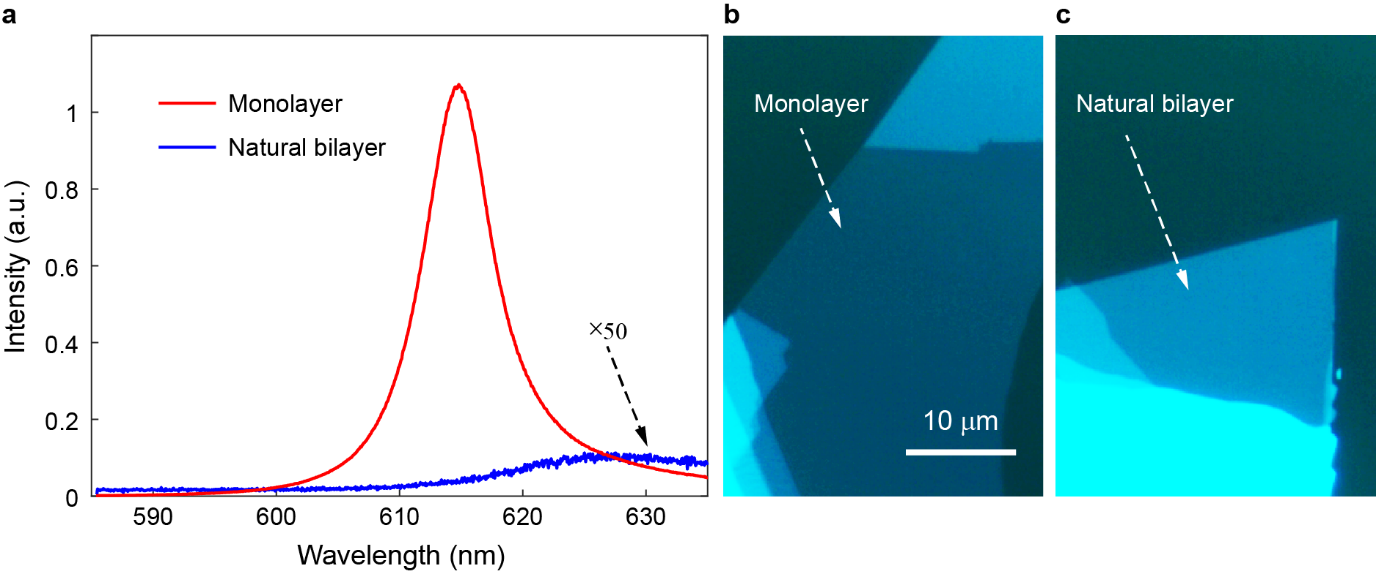 a
Intensity (a.u.)
1
0.8
0.6
0.4
0.2
0
Monolayer
Natural bilayer
×50
590
600
610
620
630
Wavelength (nm)
b
Monolayer
10 μm
c
Natural bilayer